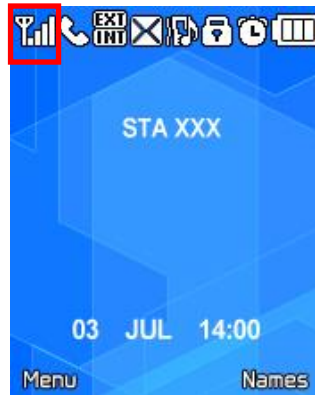 EXT
INT
STA XXX
03 JUL 14:00
Menu Names